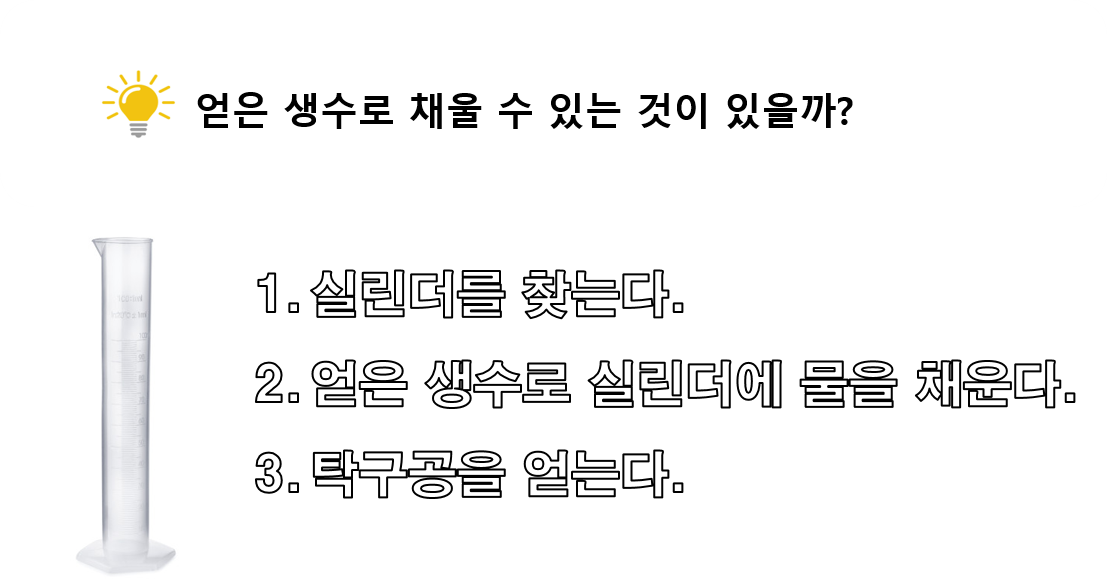 얻은 생수로 채울 수 있는 것이 있을까?
1. 실린더를 찾는다.
2. 얻은 생수로 실린더에 물을 채운다.
3. 탁구공을 얻는다.